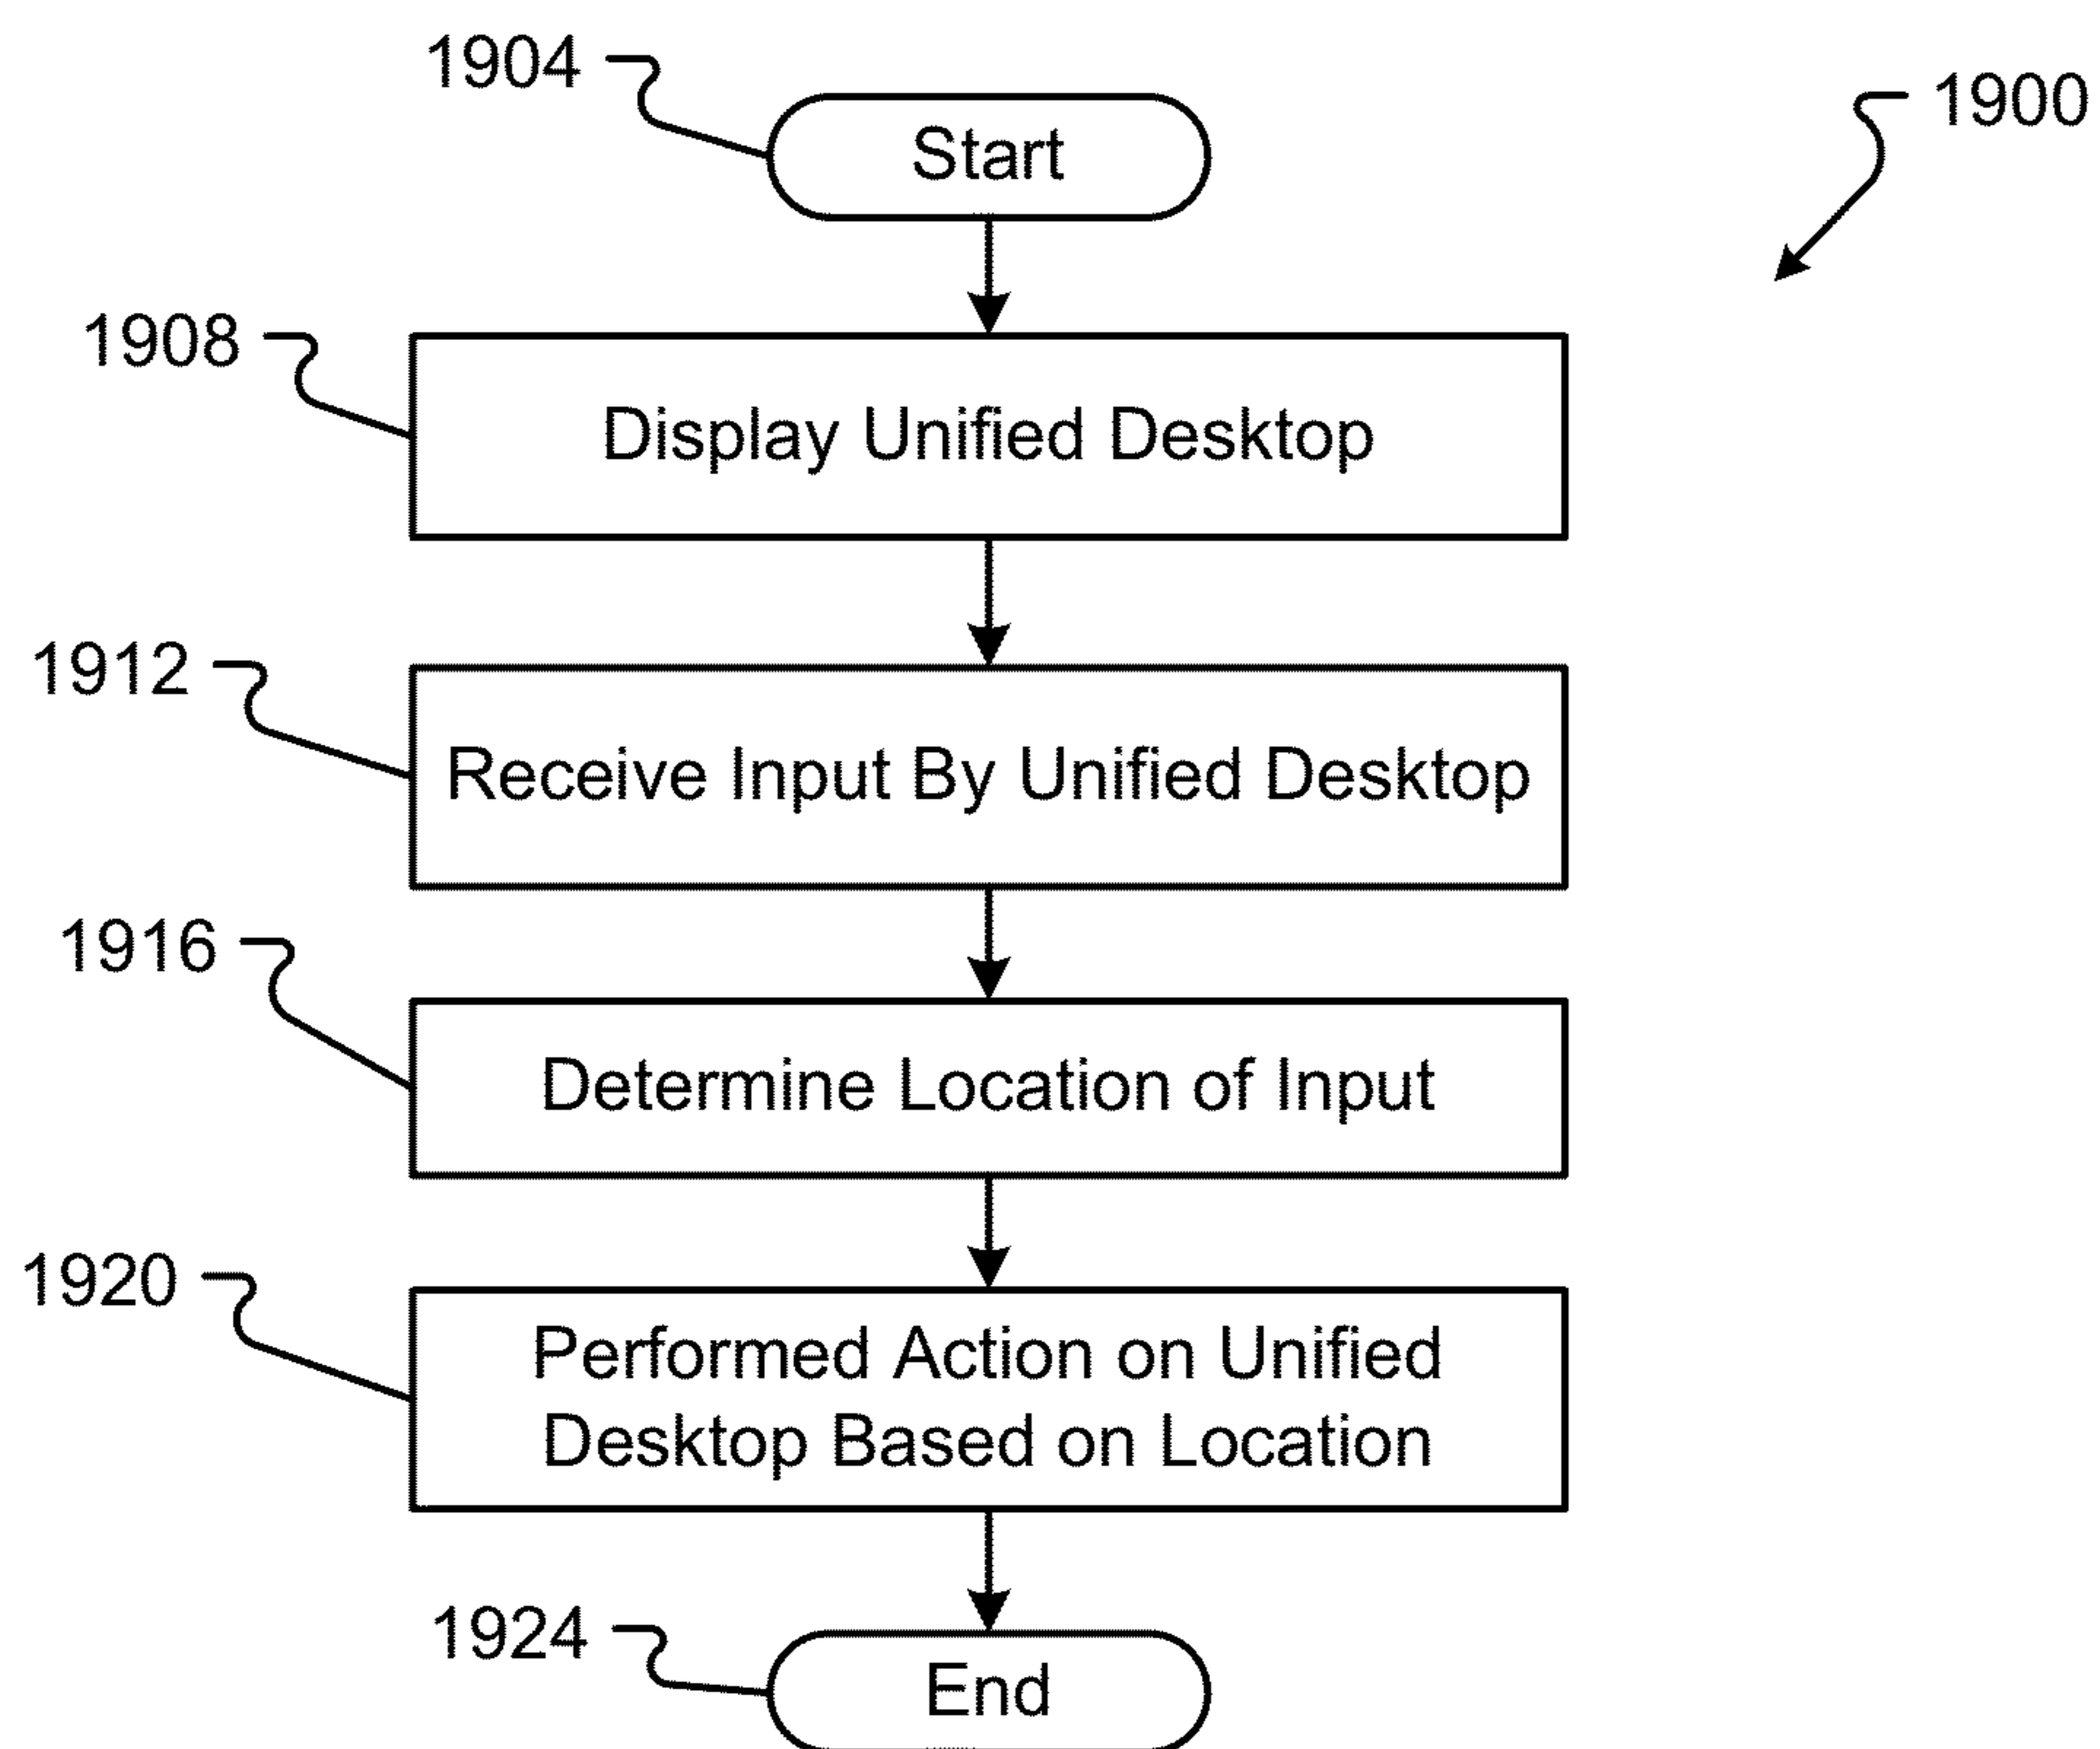 1904
Start
1900
1908
Display Unified Desktop
1912
Receive Input By Unified Desktop
1916
Determine Location of Input
1920
Performed Action on Unified
Desktop Based on Location
1924
End